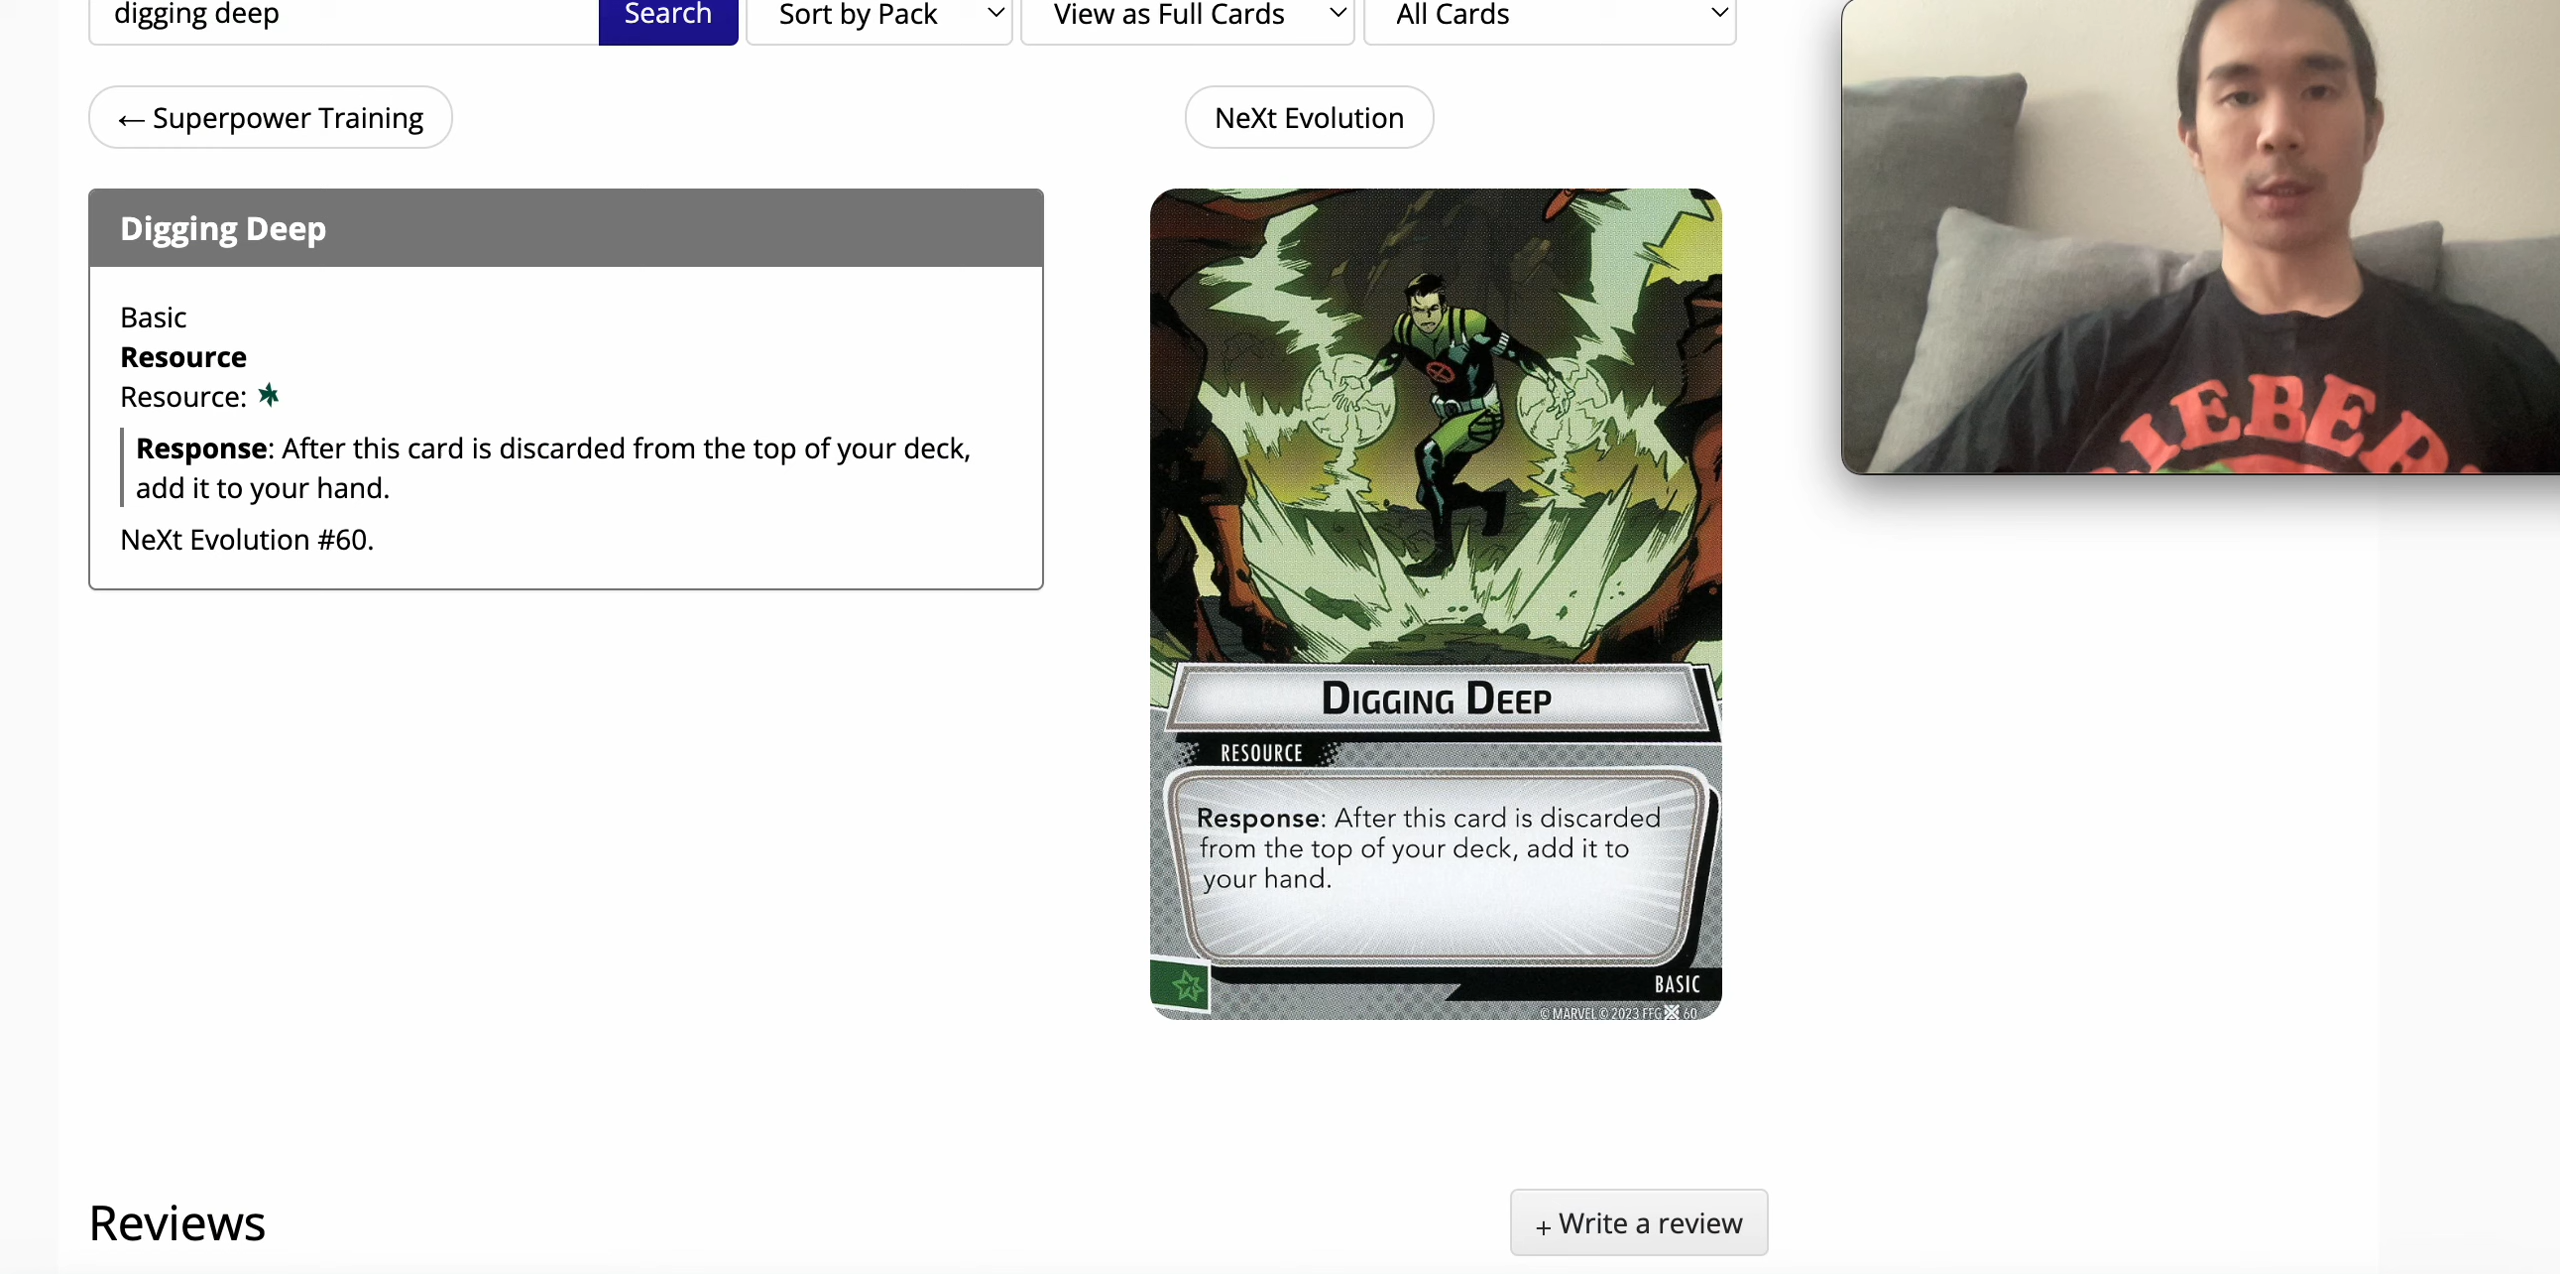 digging deep
Search
Sort by Pack
View as Full Cards
All Cards
← Superpower Training
NeXt Evolution
Digging Deep
Basic
Resource
Resource:
Response: After this card is discarded from the top of your deck,
add it to your hand.
NeXt Evolution #60.
DIGGING DEEP
RESOURCE
Response: After this card is discarded
from the top of your deck, add it to
your hand.
BASIC
© MARVEL © 2023 FFG 60
IEBER
Reviews
+ Write a review